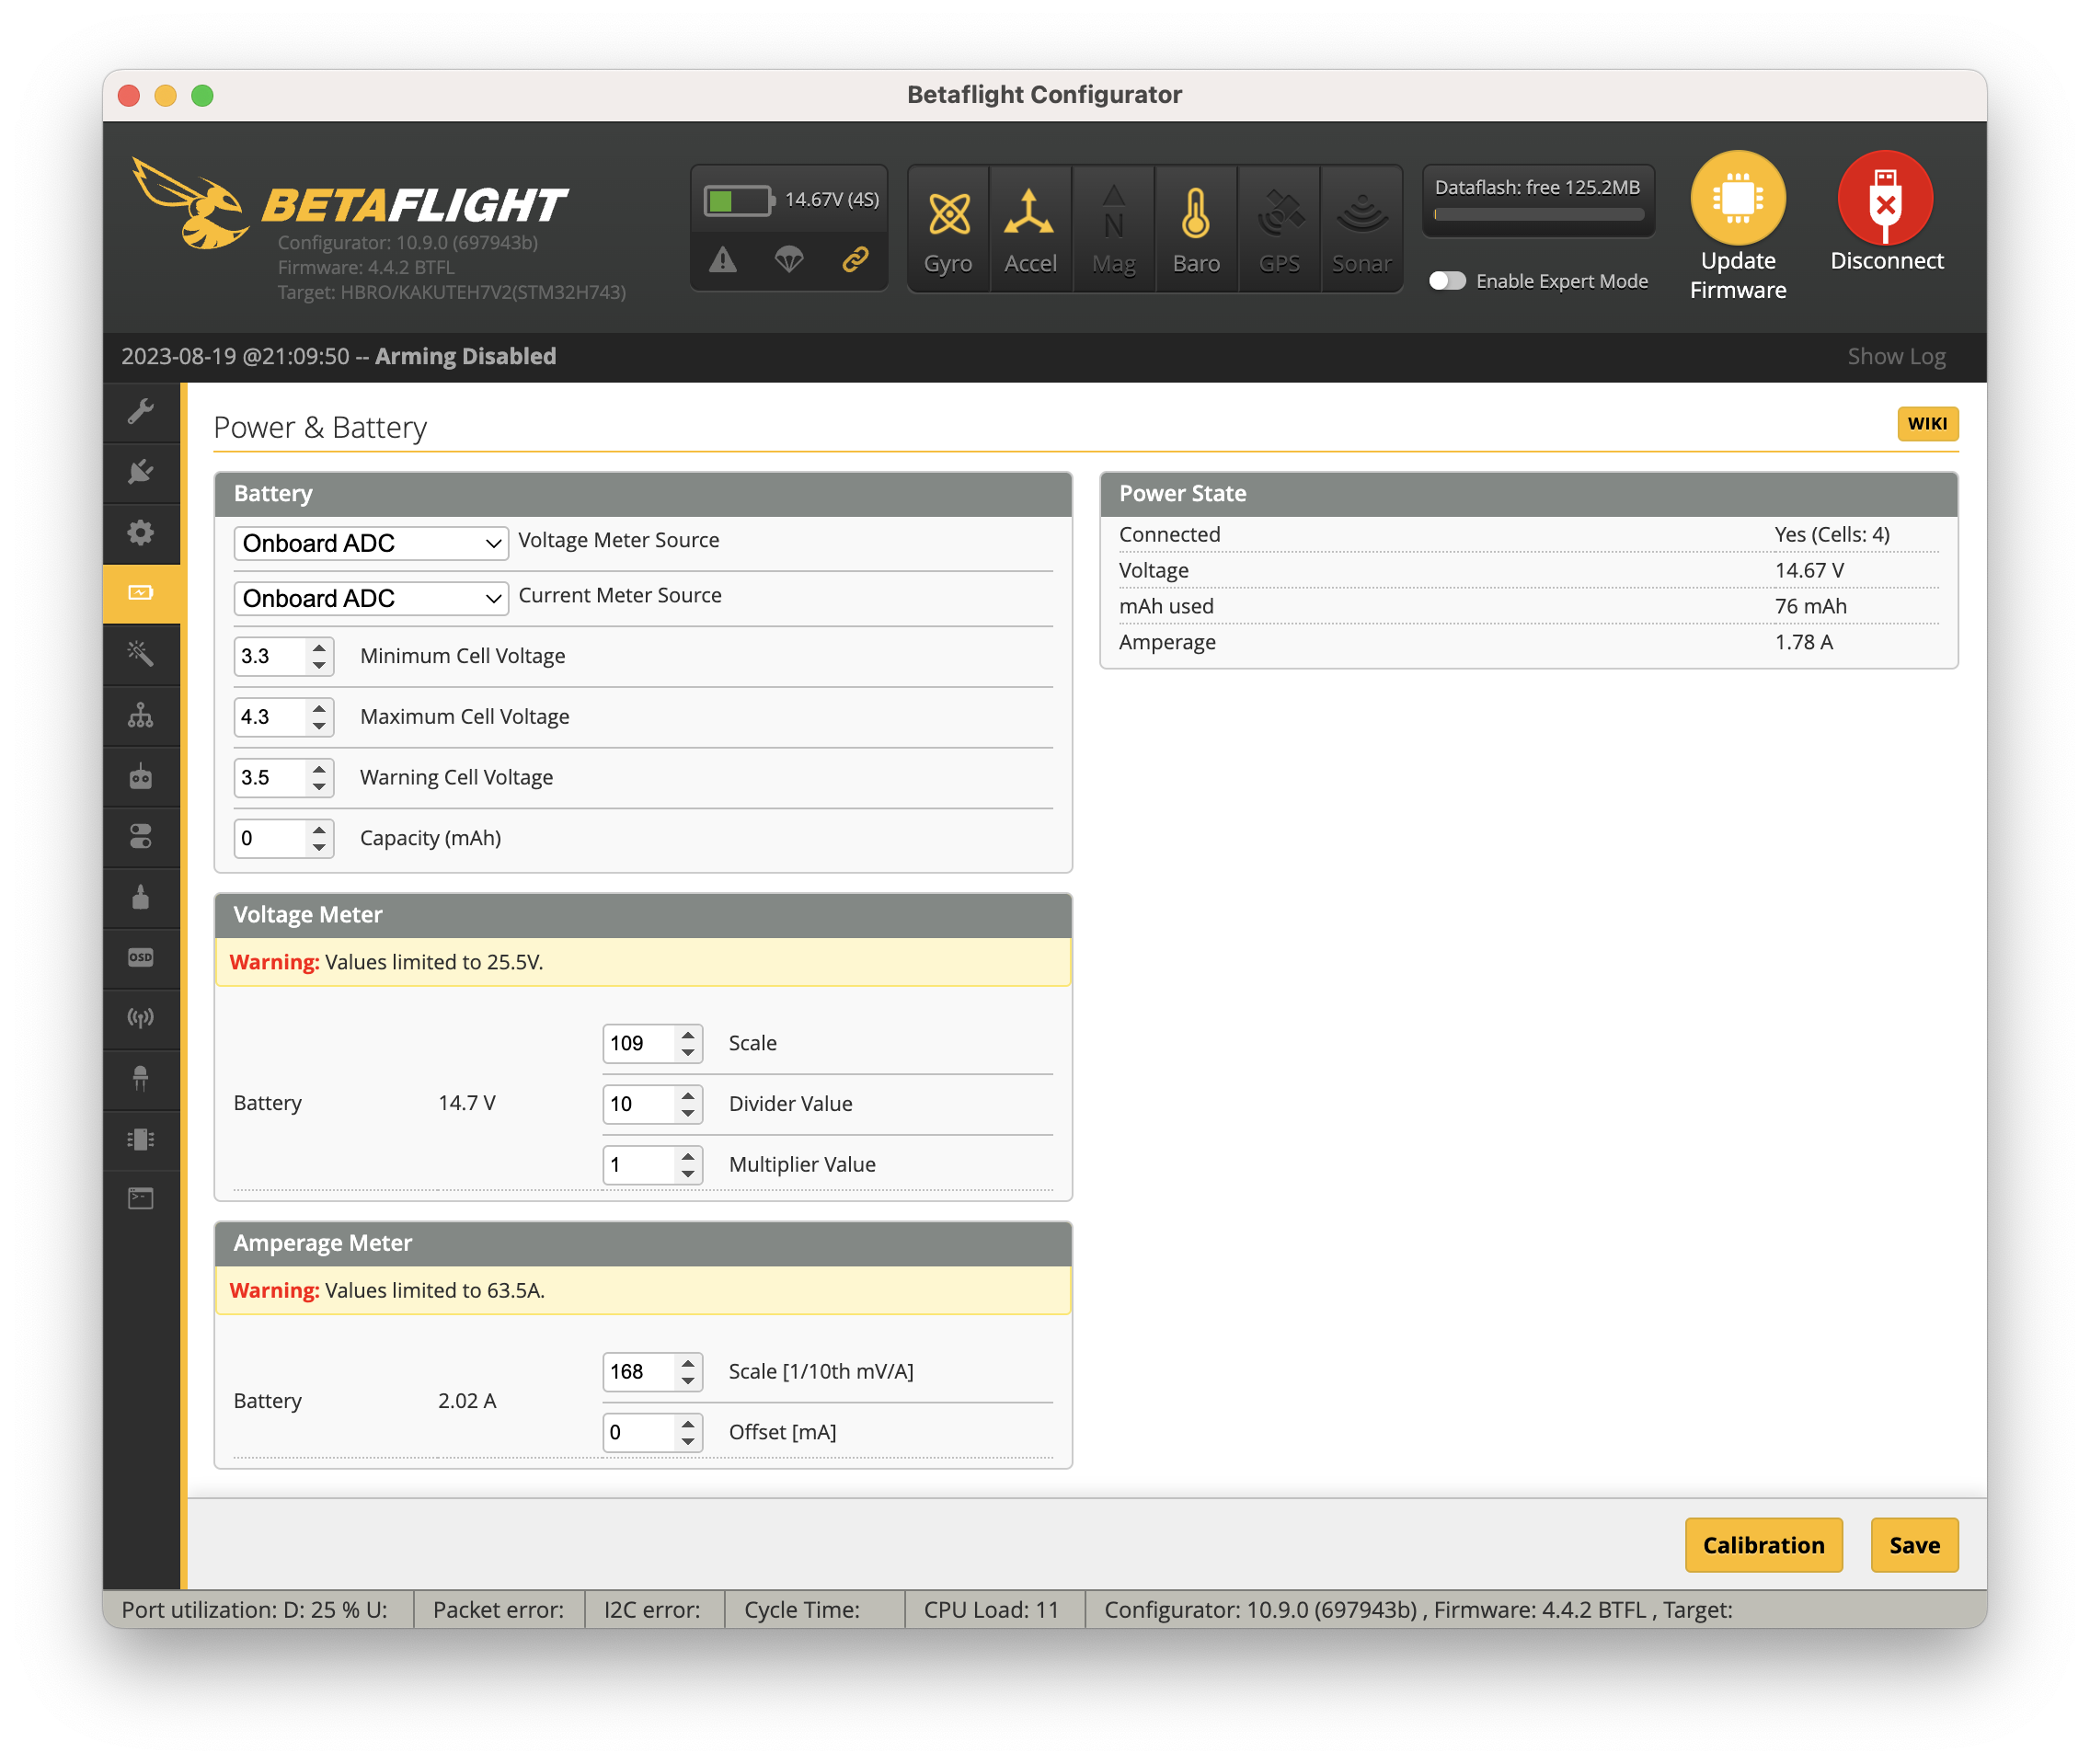 Betaflight Configurator
BETAFLIGHT
Configurator: 10.9.0 (697943b)
Firmware: 4.4.2 BTFL
Target: HBRO/KAKUTEH7V2(STM32H743)
14.67V (4S)
Gyro
Accel
N
Mag
Baro
GPS
Sonar
Dataflash: free 125.2MB
Enable Expert Mode
Update
Firmware
Disconnect
2023-08-19 @21:09:50 -- Arming Disabled
Show Log
Power & Battery
WIKI
Battery
Onboard ADC Voltage Meter Source
Onboard ADC Current Meter Source
3.3 Minimum Cell Voltage
4.3 Maximum Cell Voltage
3.5 Warning Cell Voltage
0 Capacity (mAh)
Power State
Connected Yes (Cells: 4)
Voltage 14.67 V
mAh used 76 mAh
Amperage 1.78 A
Voltage Meter
Warning: Values limited to 25.5V.
109 Scale
Battery 14.7 V 10 Divider Value
1 Multiplier Value
Amperage Meter
Warning: Values limited to 63.5A.
168 Scale [1/10th mV/A]
Battery 2.02 A
0 Offset [mA]
OSD
Calibration
Save
Port utilization: D: 25 % U:
Packet error:
I2C error:
Cycle Time:
CPU Load: 11
Configurator: 10.9.0 (697943b) , Firmware: 4.4.2 BTFL , Target: